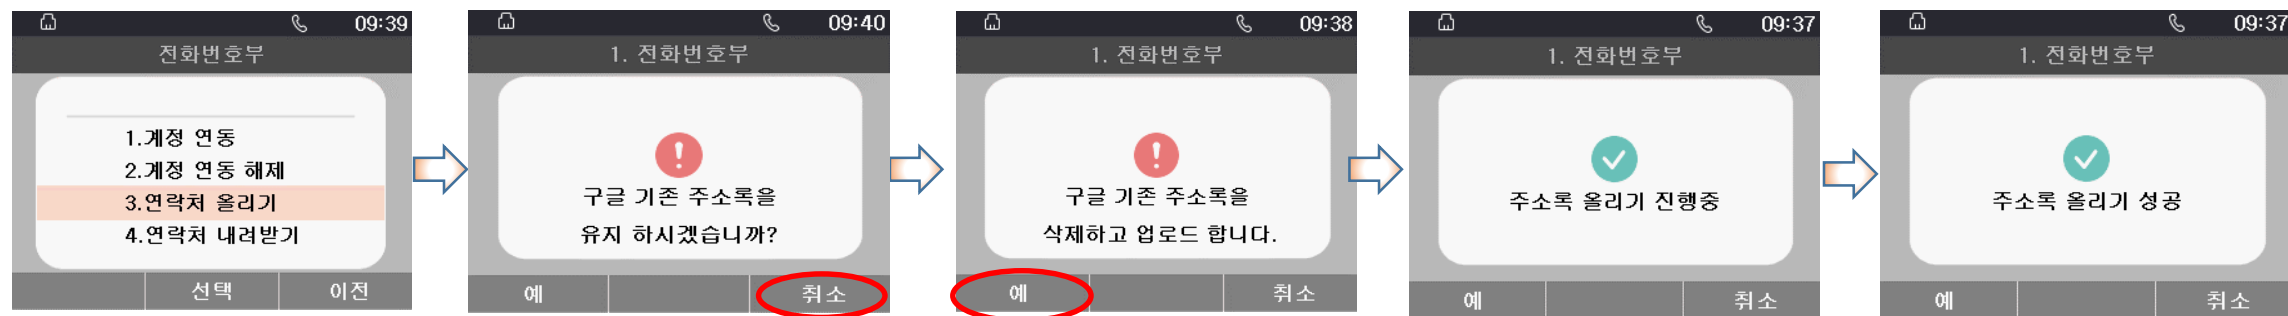 09:39
전화번호부
1.계정 연동
2.계정 연동 해제
3.연락처 올리기
4.연락처 내려받기
선택 이전
09:40
1. 전화번호부
구글 기존 주소록을
유지 하시겠습니까?
예 취소
09:38
1. 전화번호부
구글 기존 주소록을
삭제하고 업로드 합니다.
예 취소
09:37
1. 전화번호부
주소록 올리기 진행중
예 취소
09:37
1. 전화번호부
주소록 올리기 성공
예 취소